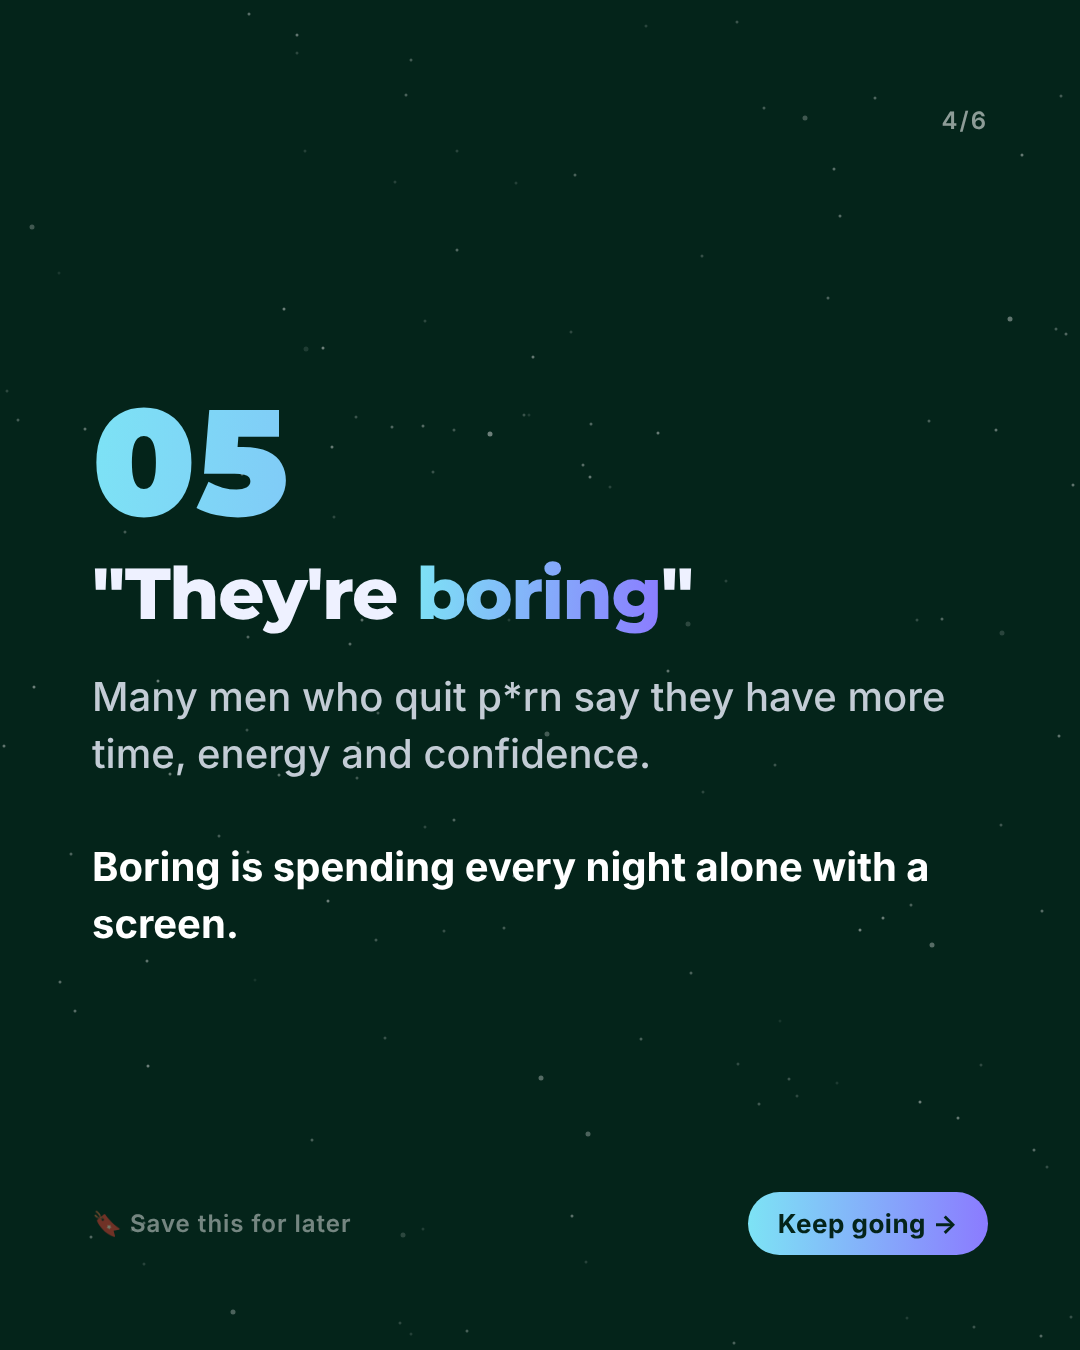 4/6
05
"They're boring"
Many men who quit p*rn say they have more
time, energy and confidence.
Boring is spending every night alone with a
screen.
🔖 Save this for later
Keep going →